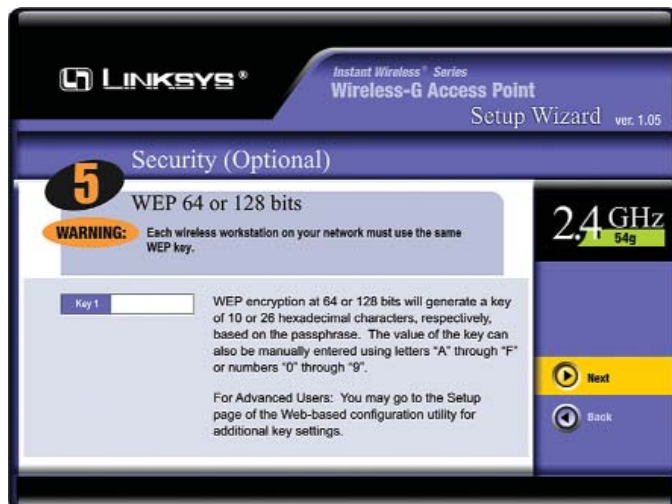 LINKSYS®
Instant Wireless® Series
Wireless-G Access Point
Setup Wizard ver. 1.05
5
Security (Optional)
WEP 64 or 128 bits
WARNING: Each wireless workstation on your network must use the same
WEP key.
2.4 GHz
54g
Key 1
WEP encryption at 64 or 128 bits will generate a key
of 10 or 26 hexadecimal characters, respectively,
based on the passphrase. The value of the key can
also be manually entered using letters “A” through “F”
or numbers “0” through “9”.
For Advanced Users: You may go to the Setup
page of the Web-based configuration utility for
additional key settings.
Next
Back